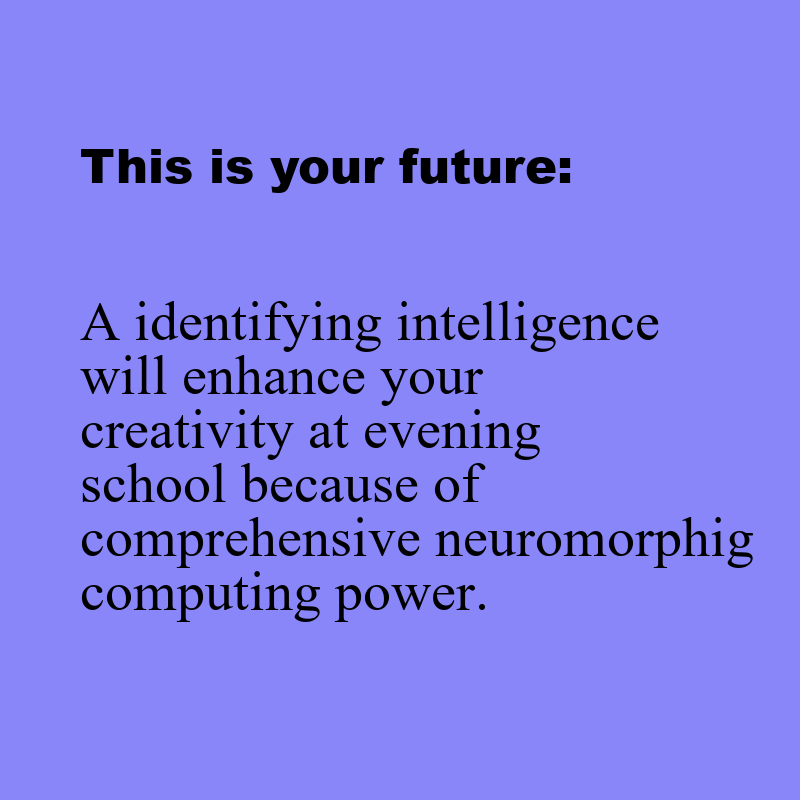 This is your future:
A identifying intelligence
will enhance your
creativity at evening
school because of
comprehensive neuromorphig
computing power.